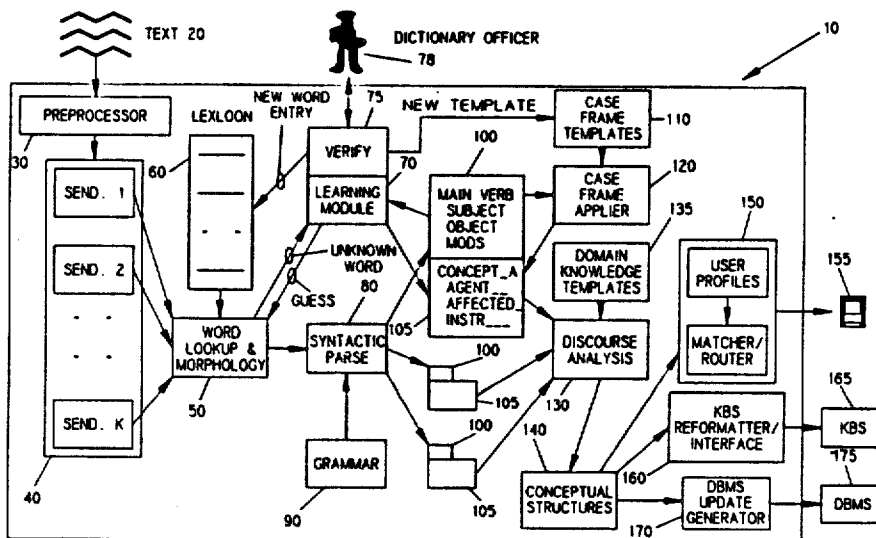 TEXT 20
DICTIONARY OFFICER
78
10
PREPROCESSOR
30
LEXLOON
60
NEW WORD
ENTRY
75
NEW TEMPLATE
VERIFY
70
LEARNING
MODULE
100
CASE
FRAME
TEMPLATES
110
MAIN VERB
SUBJECT
OBJECT
MODS
CASE
FRAME
APPLIER
120
135
150
SEND. 1
SEND. 2
SEND. K
40
UNKNOWN
WORD
GUESS
80
CONCEPT_A
AGENT__
AFFECTED_
INSTR___
105
DOMAIN
KNOWLEDGE
TEMPLATES
USER
PROFILES
MATCHER/
ROUTER
155
WORD
LOOKUP &
MORPHOLOGY
50
SYNTACTIC
PARSE
100
105
DISCOURSE
ANALYSIS
130
GRAMMAR
90
100
105
140
CONCEPTUAL
STRUCTURES
KBS
REFORMATTER/
INTERFACE
160
165
KBS
175
DBMS
UPDATE
GENERATOR
170
DBMS